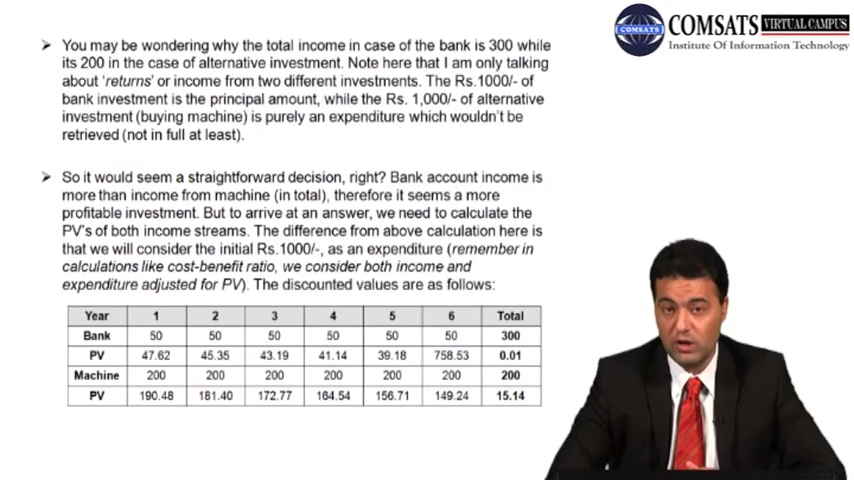 COMSATS VIRTUAL CAMPUS
COMSATS
Institute Of Information Technology
➢ You may be wondering why the total income in case of the bank is 300 while
its 200 in the case of alternative investment. Note here that I am only talking
about ‘returns’ or income from two different investments. The Rs.1000/- of
bank investment is the principal amount, while the Rs. 1,000/- of alternative
investment (buying machine) is purely an expenditure which wouldn’t be
retrieved (not in full at least).
➢ So it would seem a straightforward decision, right? Bank account income is
more than income from machine (in total), therefore it seems a more
profitable investment. But to arrive at an answer, we need to calculate the
PV’s of both income streams. The difference from above calculation here is
that we will consider the initial Rs.1000/-, as an expenditure (remember in
calculations like cost-benefit ratio, we consider both income and
expenditure adjusted for PV). The discounted values are as follows:
Year 1 2 3 4 5 6 Total
Bank 50 50 50 50 50 50 300
PV 47.62 45.35 43.19 41.14 39.18 758.53 0.01
Machine 200 200 200 200 200 200 200
PV 190.48 181.40 172.77 164.54 156.71 149.24 15.14